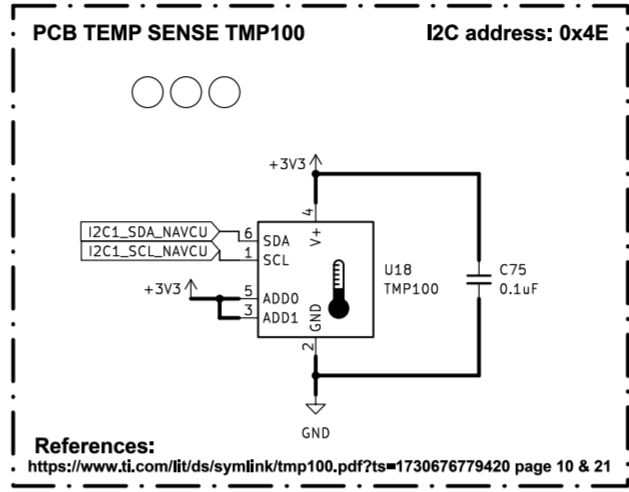 PCB TEMP SENSE TMP100 I2C address: 0x4E
+3V3
4
I2C1_SDA_NAVCU 6 SDA V+
I2C1_SCL_NAVCU 1 SCL
U18 C75
TMP100 0.1uF
+3V3 5 ADD0
3 ADD1 GND
2
GND
References:
https://www.ti.com/lit/ds/symlink/tmp100.pdf?ts=1730676779420 page 10 & 21